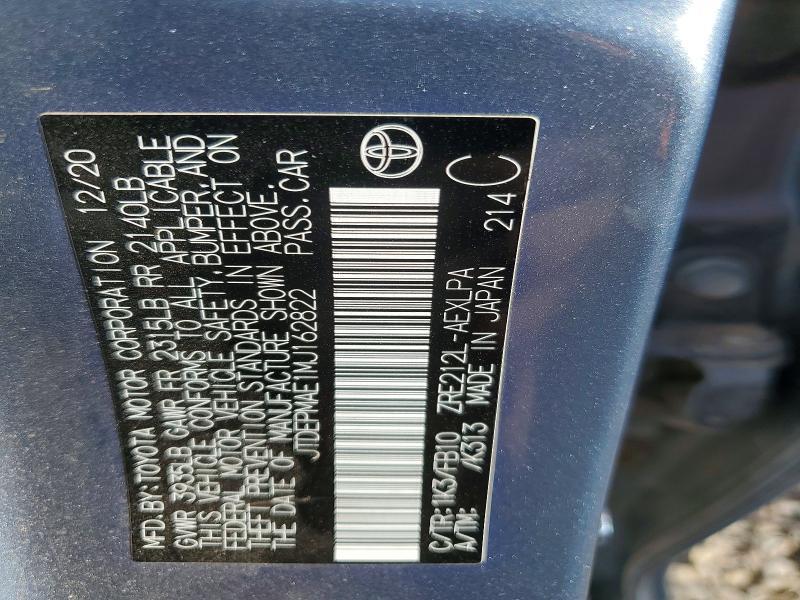 MFD. BY: TOYOTA MOTOR CORPORATION 12/20
GVWR 3935LB GAWR FR 2315LB RR 2140LB
THIS VEHICLE CONFORMS TO ALL APPLICABLE
FEDERAL MOTOR VEHICLE SAFETY, BUMPER, AND
THEFT PREVENTION STANDARDS IN EFFECT ON
THE DATE OF MANUFACTURE SHOWN ABOVE.
JTDEPMAE1MJ162822 PASS. CAR
C/TR: 1K3/FB10 ZRE212L-AEXLPA
A/TM: /K313 MADE IN JAPAN 214 C